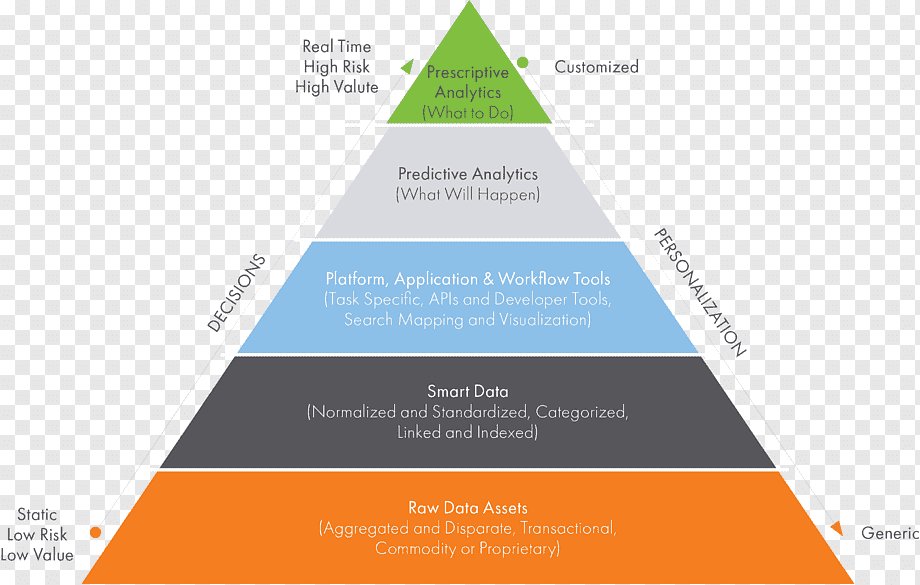 Real Time
High Risk
High Valute
Prescriptive
Analytics
(What to Do)
Customized
Predictive Analytics
(What Will Happen)
DECISIONS
PERSONALIZATION
Platform, Application & Workflow Tools
(Task Specific, APIs and Developer Tools,
Search Mapping and Visualization)
Smart Data
(Normalized and Standardized, Categorized,
Linked and Indexed)
Raw Data Assets
(Aggregated and Disparate, Transactional,
Commodity or Proprietary)
Static
Low Risk
Low Value
Generic